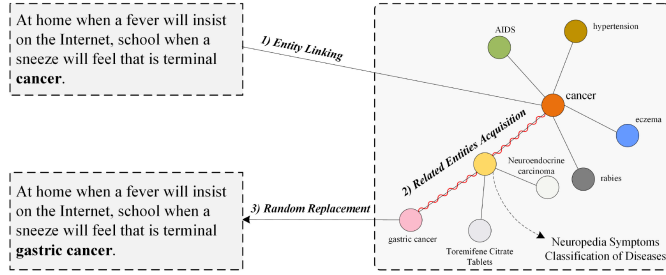 At home when a fever will insist
on the Internet, school when a
sneeze will feel that is terminal
cancer.
1) Entity Linking
AIDS
hypertension
cancer
eczema
rabies
2) Related Entities Acquisition
Neuroendocrine
carcinoma
gastric cancer
Toremifene Citrate
Tablets
Neuropedia Symptoms
Classification of Diseases
3) Random Replacement
At home when a fever will insist
on the Internet, school when a
sneeze will feel that is terminal
gastric cancer.